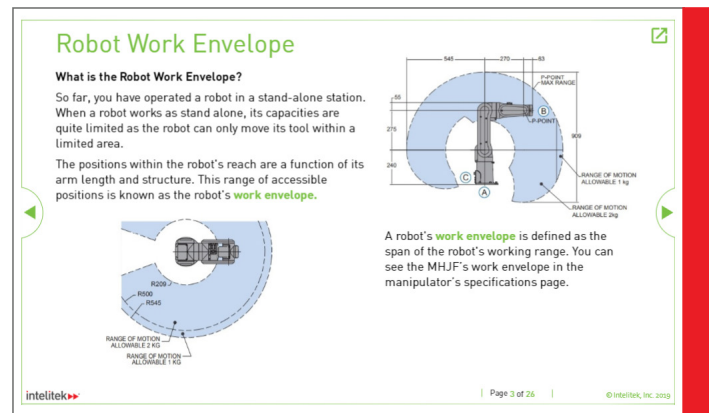 Robot Work Envelope
What is the Robot Work Envelope?
So far, you have operated a robot in a stand-alone station.
When a robot works as stand alone, its capacities are
quite limited as the robot can only move its tool within a
limited area.
The positions within the robot's reach are a function of its
arm length and structure. This range of accessible
positions is known as the robot's work envelope.
R209
R500
R545
RANGE OF MOTION
ALLOWABLE 2 KG
RANGE OF MOTION
ALLOWABLE 1 KG
545
270
63
P-POINT
MAX RANGE
55
B
P-POINT
275
909
240
C
A
RANGE OF MOTION
ALLOWABLE 1 kg
RANGE OF MOTION
ALLOWABLE 2kg
A robot's work envelope is defined as the
span of the robot's working range. You can
see the MHJF's work envelope in the
manipulator's specifications page.
intelitek
Page 3 of 26
© Intelitek, Inc. 2019